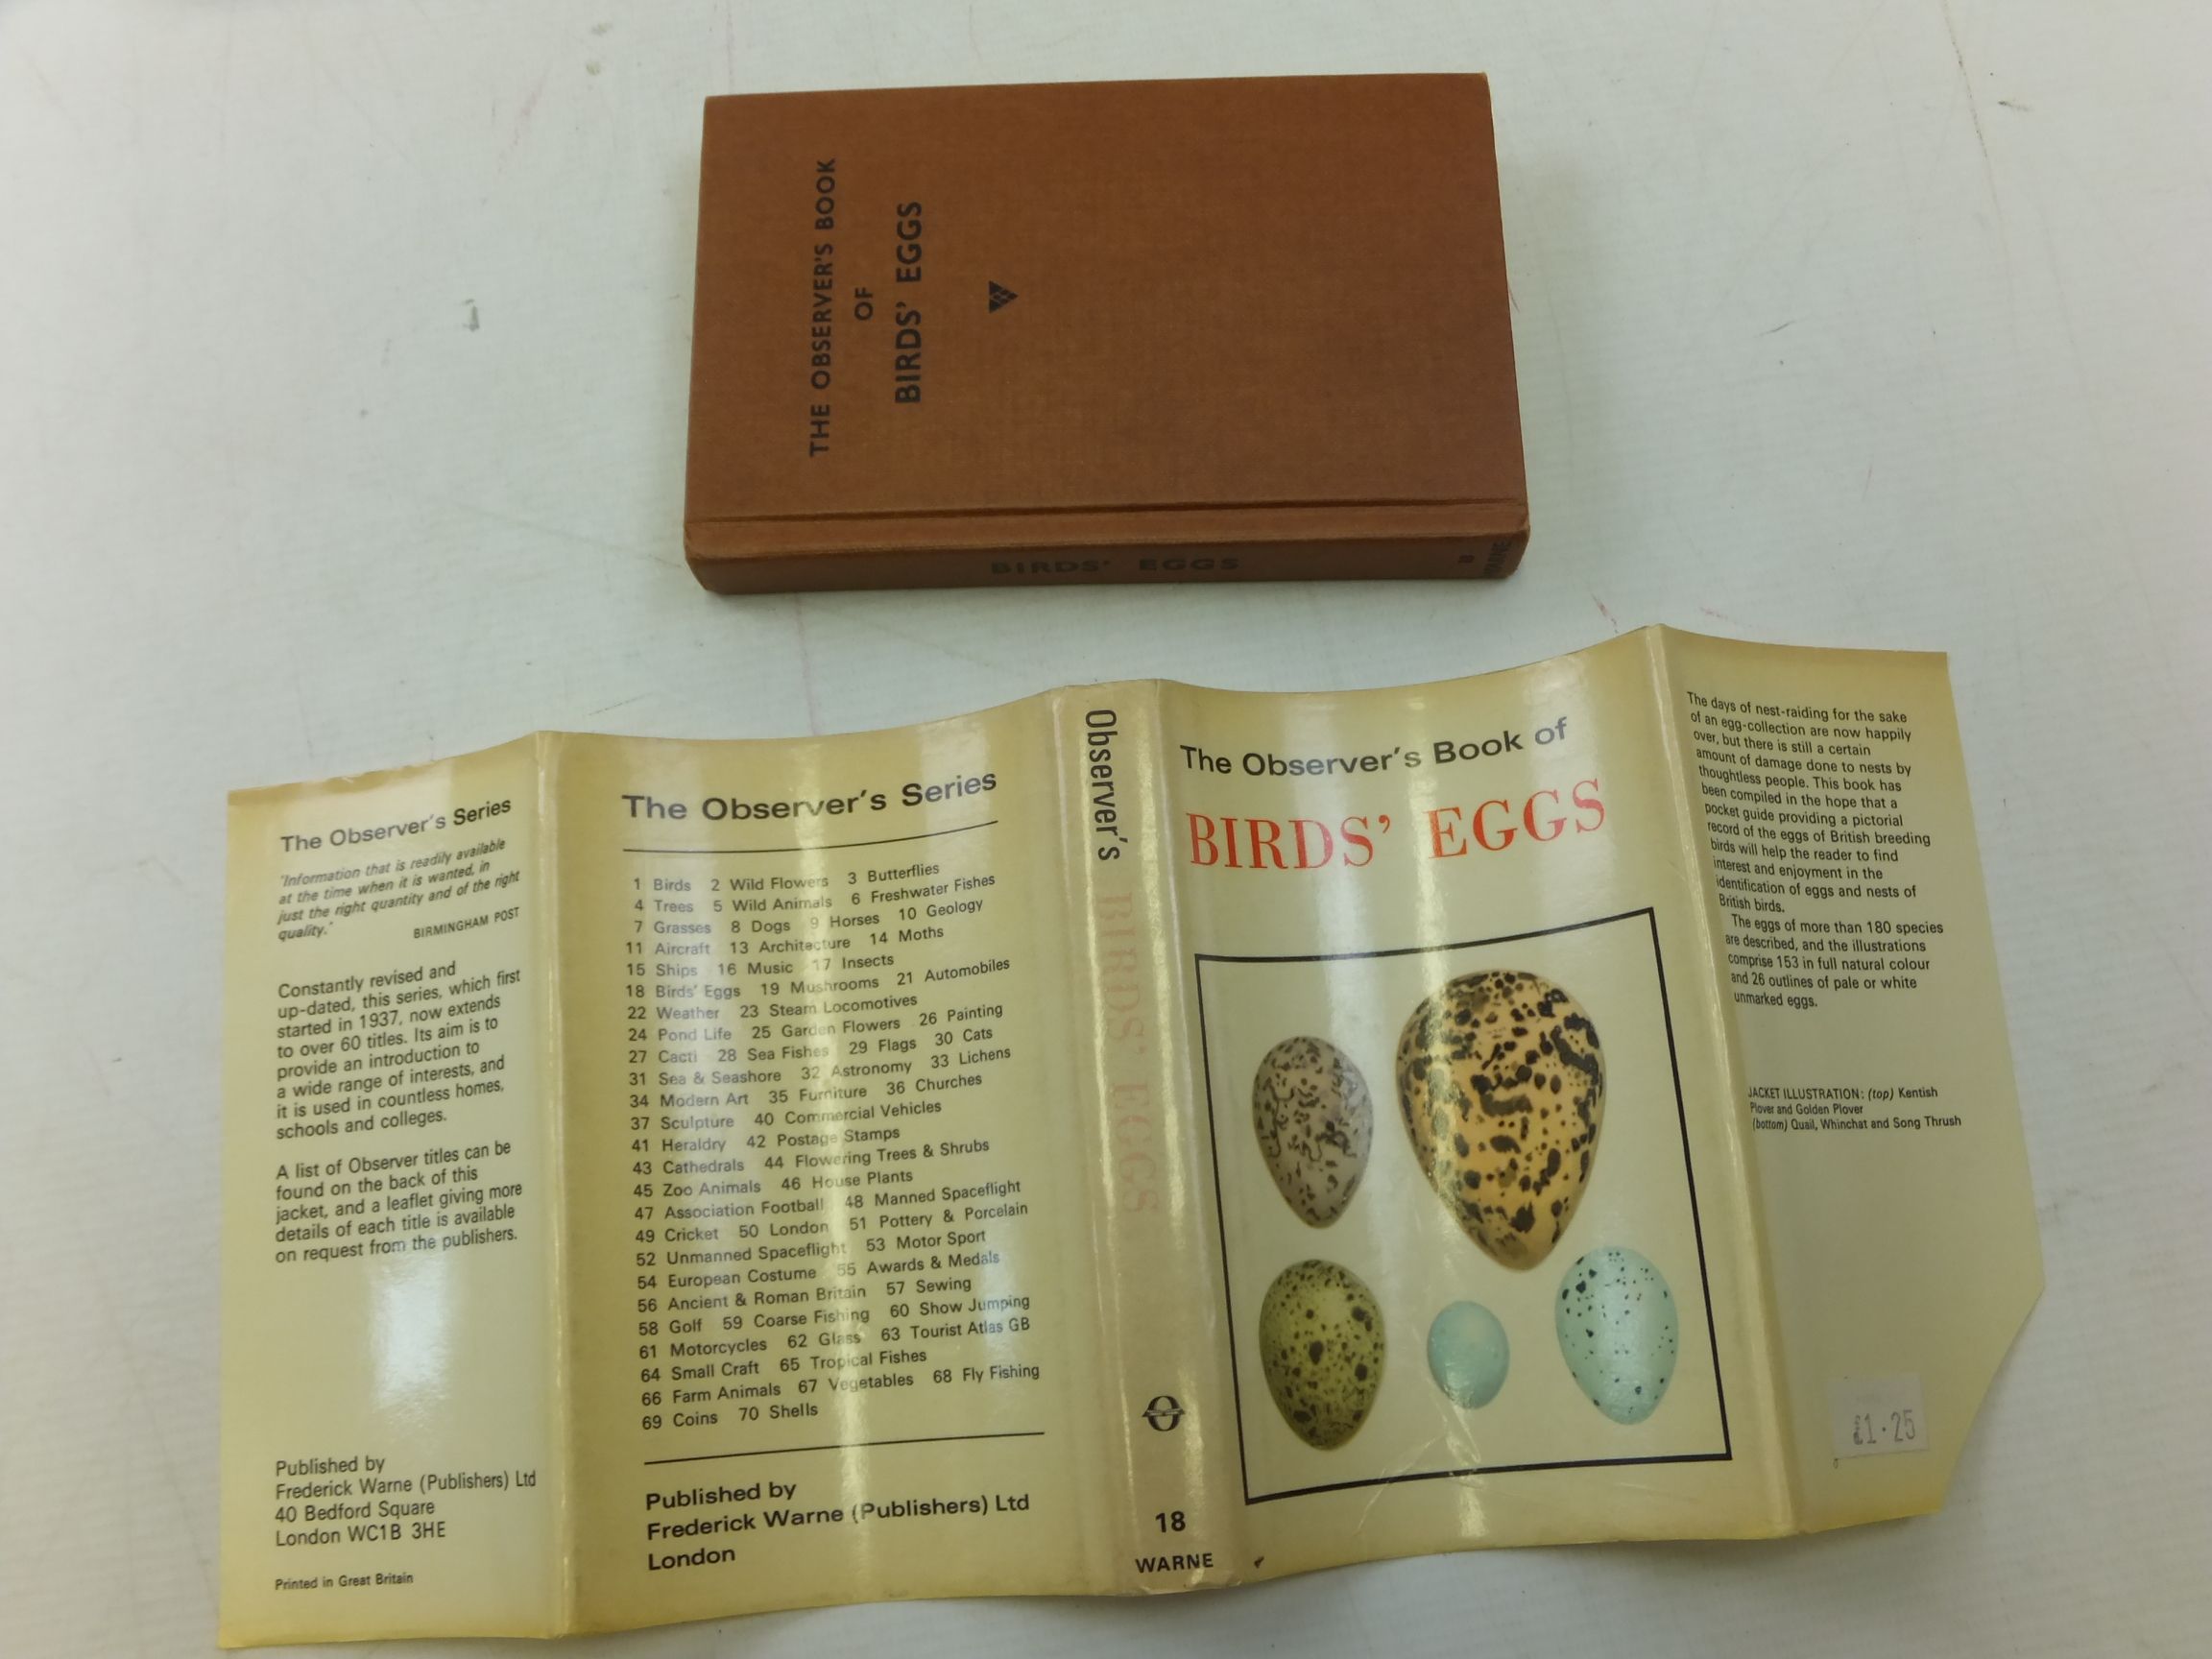 THE OBSERVER'S BOOK
OF
BIRDS' EGGS
BIRDS' EGGS
WARNE
The Observer's Series
"Information that is readily available
at the time when it is wanted, in
just the right quantity and of the right
quality."
BIRMINGHAM POST
Constantly revised and
up-dated, this series, which first
started in 1937, now extends
to over 60 titles. Its aim is to
provide an introduction to
a wide range of interests, and
it is used in countless homes,
schools and colleges.
A list of Observer titles can be
found on the back of this
jacket, and a leaflet giving more
details of each title is available
on request from the publishers.
Published by
Frederick Warne (Publishers) Ltd
40 Bedford Square
London WC1B 3HE
Printed in Great Britain
The Observer's Series
1 Birds 2 Wild Flowers 3 Butterflies
4 Trees 5 Wild Animals 6 Freshwater Fishes
7 Grasses 8 Dogs 9 Horses 10 Geology
11 Aircraft 13 Architecture 14 Moths
15 Ships 16 Music 17 Insects
18 Birds' Eggs 19 Mushrooms 21 Automobiles
22 Weather 23 Steam Locomotives
24 Pond Life 25 Garden Flowers 26 Painting
27 Cacti 28 Sea Fishes 29 Flags 30 Cats
31 Sea & Seashore 32 Astronomy 33 Lichens
34 Modern Art 35 Furniture 36 Churches
37 Sculpture 40 Commercial Vehicles
41 Heraldry 42 Postage Stamps
43 Cathedrals 44 Flowering Trees & Shrubs
45 Zoo Animals 46 House Plants
47 Association Football 48 Manned Spaceflight
49 Cricket 50 London 51 Pottery & Porcelain
52 Unmanned Spaceflight 53 Motor Sport
54 European Costume 55 Awards & Medals
56 Ancient & Roman Britain 57 Sewing
58 Golf 59 Coarse Fishing 60 Show Jumping
61 Motorcycles 62 Glass 63 Tourist Atlas GB
64 Small Craft 65 Tropical Fishes
66 Farm Animals 67 Vegetables 68 Fly Fishing
69 Coins 70 Shells
Published by
Frederick Warne (Publishers) Ltd
London
Observer's BIRDS' EGGS
18
WARNE
The Observer's Book of
BIRDS' EGGS
The days of nest-raiding for the sake
of an egg-collection are now happily
over, but there is still a certain
amount of damage done to nests by
thoughtless people. This book has
been compiled in the hope that a
pocket guide providing a pictorial
record of the eggs of British breeding
birds will help the reader to find
interest and enjoyment in the
identification of eggs and nests of
British birds.
The eggs of more than 180 species
are described, and the illustrations
comprise 153 in full natural colour
and 26 outlines of pale or white
unmarked eggs.
JACKET ILLUSTRATION: (top) Kentish
Plover and Golden Plover
(bottom) Quail, Whinchat and Song Thrush
£1·25